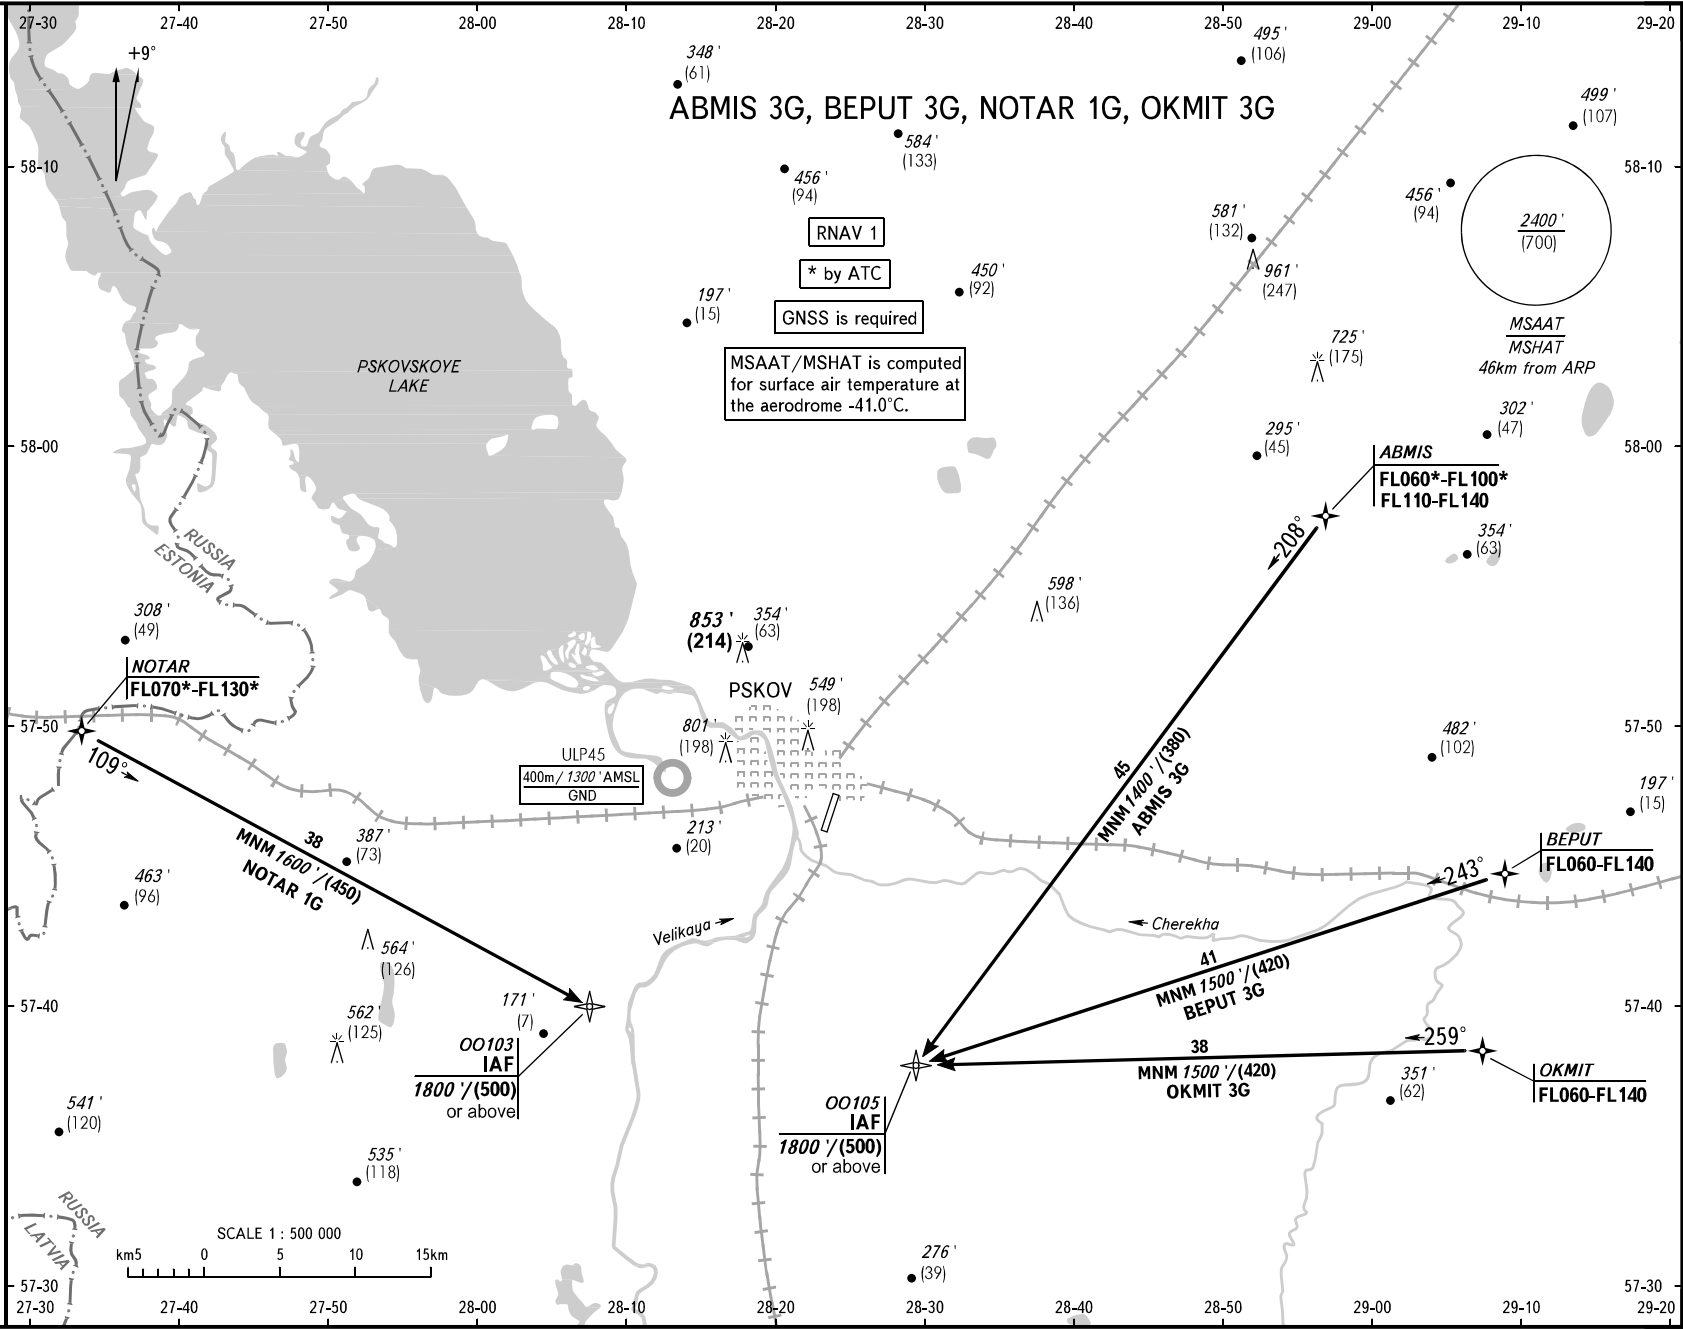 27-30
27-40
27-50
28-00
28-10
28-20
28-30
28-40
28-50
29-00
29-10
29-20
+9°
348'
(61)
495'
(106)
499'
(107)
ABMIS 3G, BEPUT 3G, NOTAR 1G, OKMIT 3G
584'
(133)
58-10
58-10
456'
(94)
456'
(94)
581'
(132)
2400'
(700)
RNAV 1
* by ATC
450'
(92)
961'
(247)
197'
(15)
GNSS is required
MSAAT
MSHAT
46km from ARP
725'
(175)
MSAAT/MSHAT is computed
for surface air temperature at
the aerodrome -41.0°C.
PSKOVSKOYE
LAKE
302'
(47)
295'
(45)
58-00
58-00
ABMIS
FL060*-FL100*
FL110-FL140
208°
354'
(63)
RUSSIA
ESTONIA
598'
(136)
308'
(49)
853'
(214)
354'
(63)
NOTAR
FL070*-FL130*
PSKOV
549'
(198)
57-50
57-50
801'
(198)
482'
(102)
109°
ULP45
400m/1300'AMSL
GND
45
MNM 1400'/(380)
ABMIS 3G
197'
(15)
38
MNM 1600'/(450)
NOTAR 1G
387'
(73)
213'
(20)
BEPUT
FL060-FL140
243°
463'
(96)
Velikaya
Cherekha
564'
(126)
41
MNM 1500'/(420)
BEPUT 3G
57-40
57-40
171'
(7)
562'
(125)
OO103
IAF
1800'/(500)
or above
259°
38
MNM 1500'/(420)
OKMIT 3G
351'
(62)
OKMIT
FL060-FL140
541'
(120)
OO105
IAF
1800'/(500)
or above
535'
(118)
RUSSIA
LATVIA
SCALE 1 : 500 000
km5
0
5
10
15km
276'
(39)
57-30
57-30
27-30
27-40
27-50
28-00
28-10
28-20
28-30
28-40
28-50
29-00
29-10
29-20